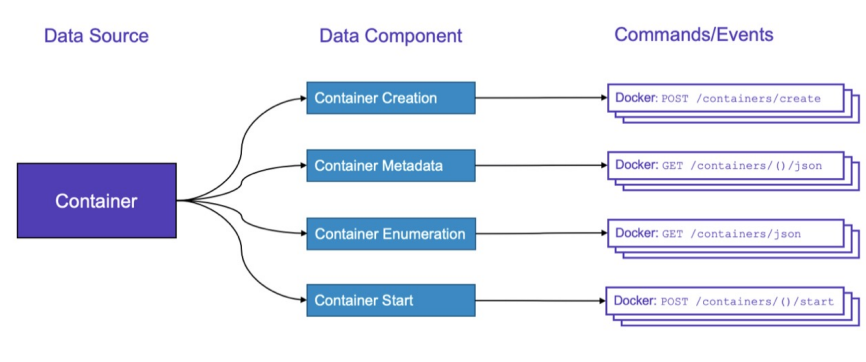 Data Source
Data Component
Commands/Events
Container Creation
Docker: POST /containers/create
Container Metadata
Docker: GET /containers/()/json
Container
Container Enumeration
Docker: GET /containers/json
Container Start
Docker: POST /containers/()/start